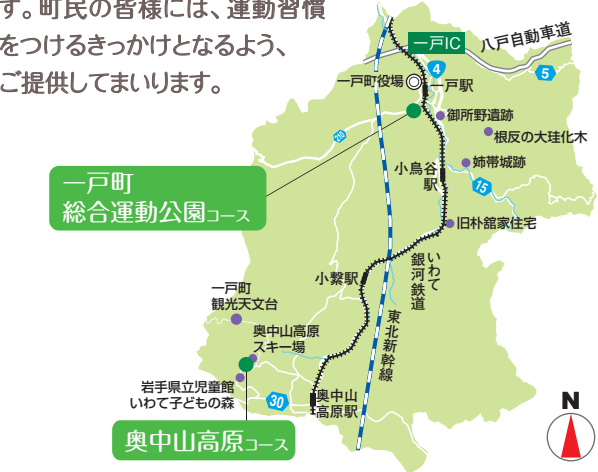 す。町民の皆様には、運動習慣
をつけるきっかけとなるよう、
ご提供してまいります。
一戸IC
八戸自動車道
4
5
一戸町役場
一戸駅
御所野遺跡
210
根反の大珪化木
姉帯城跡
小鳥谷
駅
15
一戸町
総合運動公園コース
旧朴舘家住宅
いわて
銀河鉄道
小繋駅
一戸町
観光天文台
東北新幹線
奥中山高原
スキー場
岩手県立児童館
いわて子どもの森
30
奥中山
高原駅
奥中山高原コース
N